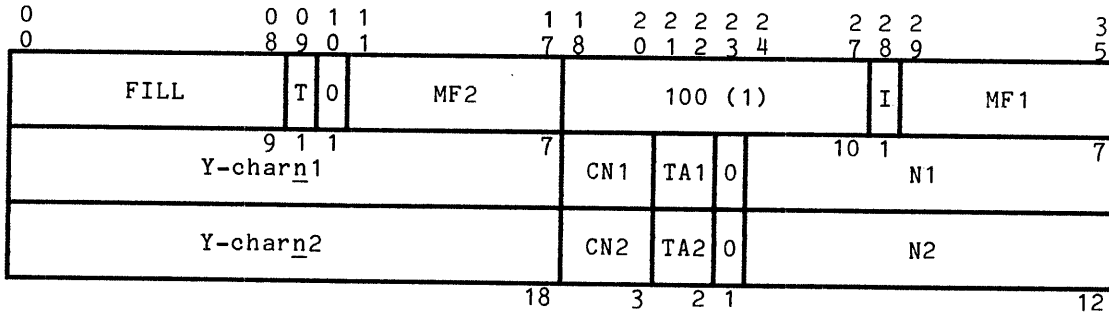 0 0 0 1 1 1 1 2 2 2 2 2 2 2 2 3
0 8 9 0 1 7 8 0 1 2 3 4 7 8 9 5
FILL T 0 MF2 100 (1) I MF1
9 1 1 7 10 1 7
Y-charn1 CN1 TA1 0 N1
Y-charn2 CN2 TA2 0 N2
18 3 2 1 12